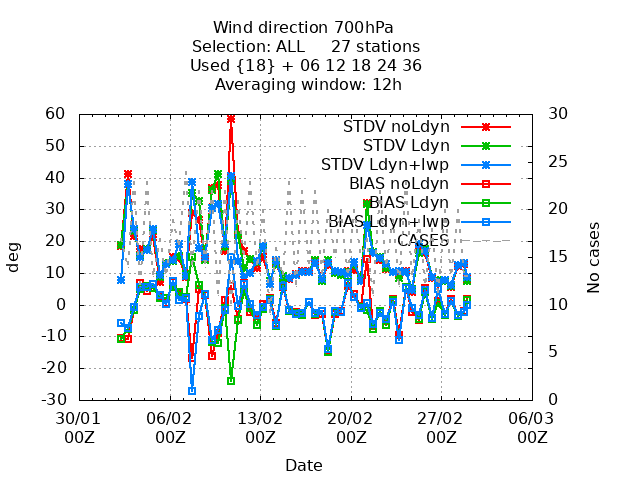 Wind direction 700hPa
Selection: ALL 27 stations
Used {18} + 06 12 18 24 36
Averaging window: 12h
60 30
50 25
40 20
30 15
20 10
10 5
0 0
-10
-20
-30
deg
No cases
STDV noLdyn
STDV Ldyn
STDV Ldyn+lwp
BIAS noLdyn
BIAS Ldyn
BIAS Ldyn+lwp
CASES
30/01 06/02 13/02 20/02 27/02 06/03
00Z 00Z 00Z 00Z 00Z 00Z
Date